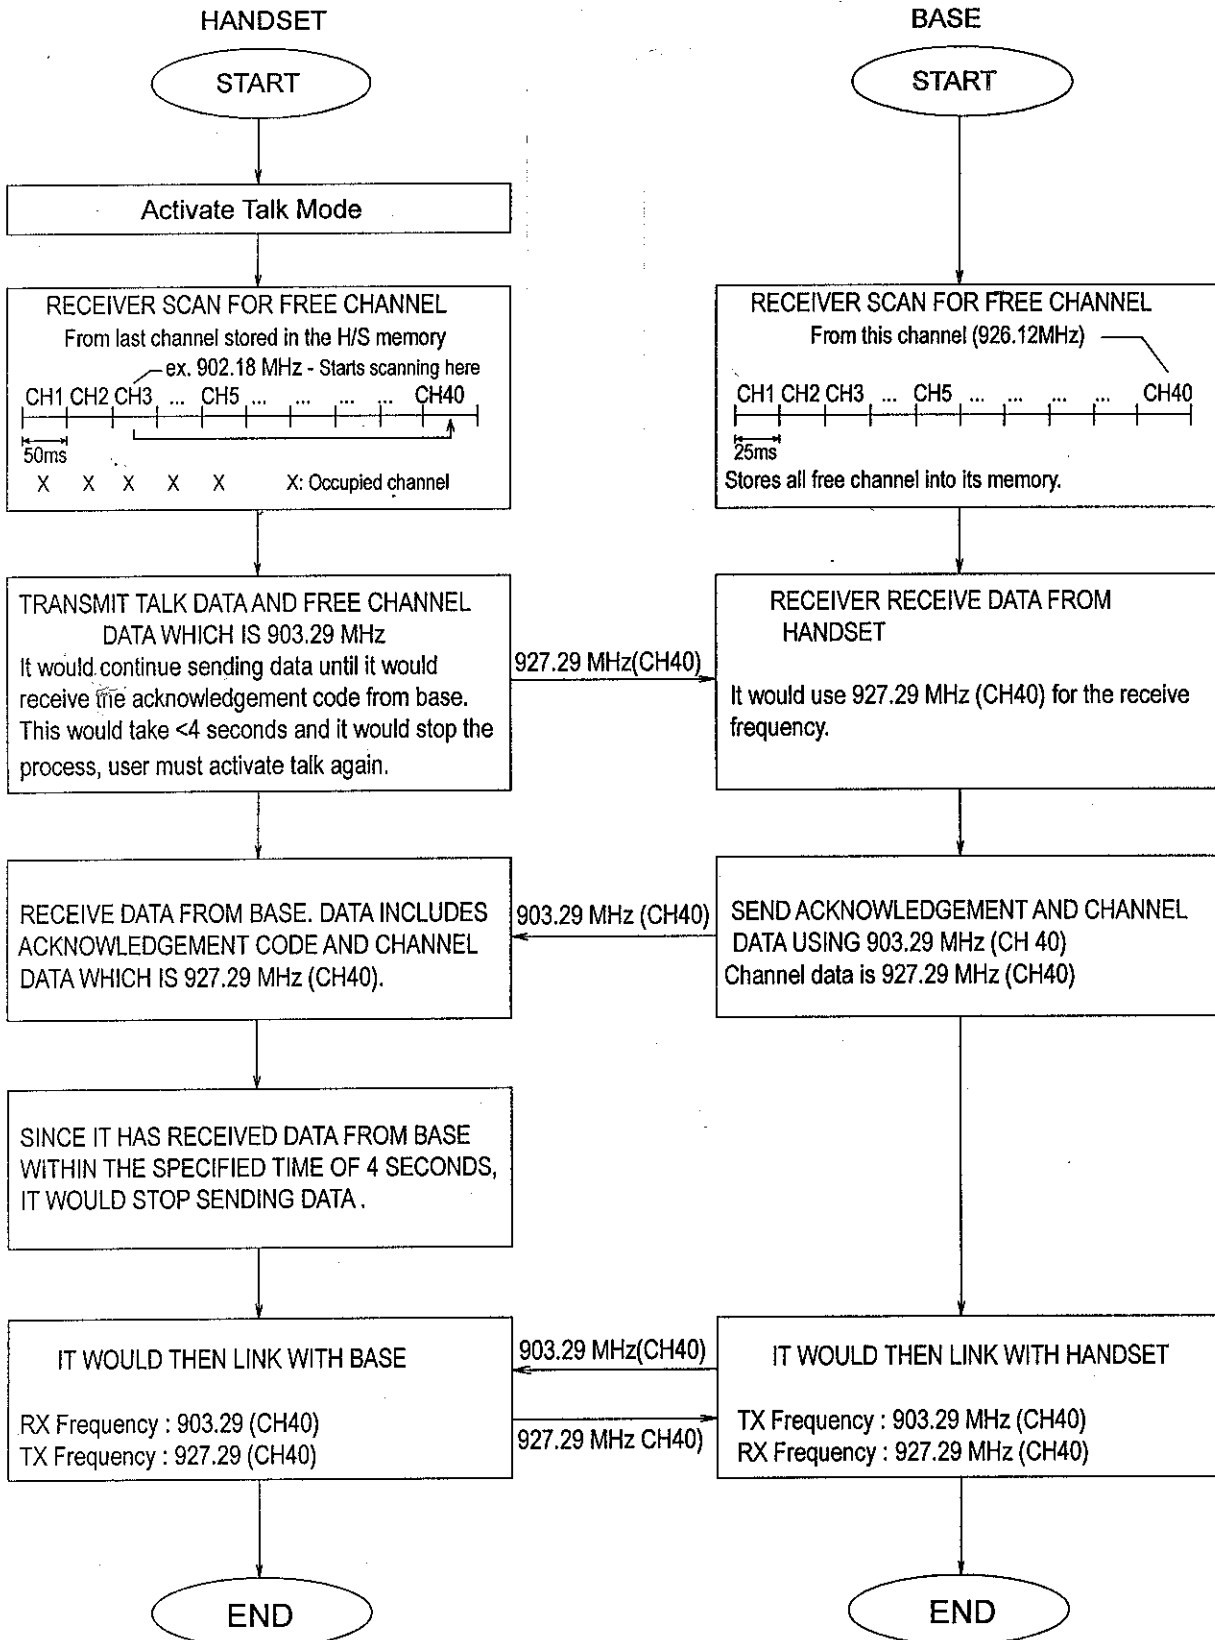 HANDSET
START
Activate Talk Mode
RECEIVER SCAN FOR FREE CHANNEL
From last channel stored in the H/S memory
ex. 902.18 MHz - Starts scanning here
CH1 CH2 CH3 ... CH5 ... ... ... ... CH40
50ms
X X X X X X: Occupied channel
TRANSMIT TALK DATA AND FREE CHANNEL
DATA WHICH IS 903.29 MHz
It would continue sending data until it would
receive the acknowledgement code from base.
This would take <4 seconds and it would stop the
process, user must activate talk again.
927.29 MHz(CH40)
RECEIVE DATA FROM BASE. DATA INCLUDES
ACKNOWLEDGEMENT CODE AND CHANNEL
DATA WHICH IS 927.29 MHz (CH40).
903.29 MHz (CH40)
SINCE IT HAS RECEIVED DATA FROM BASE
WITHIN THE SPECIFIED TIME OF 4 SECONDS,
IT WOULD STOP SENDING DATA.
IT WOULD THEN LINK WITH BASE
RX Frequency : 903.29 (CH40)
TX Frequency : 927.29 (CH40)
903.29 MHz(CH40)
927.29 MHz CH40)
END
BASE
START
RECEIVER SCAN FOR FREE CHANNEL
From this channel (926.12MHz)
CH1 CH2 CH3 ... CH5 ... ... ... ... CH40
25ms
Stores all free channel into its memory.
RECEIVER RECEIVE DATA FROM
HANDSET
It would use 927.29 MHz (CH40) for the receive
frequency.
SEND ACKNOWLEDGEMENT AND CHANNEL
DATA USING 903.29 MHz (CH 40)
Channel data is 927.29 MHz (CH40)
IT WOULD THEN LINK WITH HANDSET
TX Frequency : 903.29 MHz (CH40)
RX Frequency : 927.29 MHz (CH40)
END